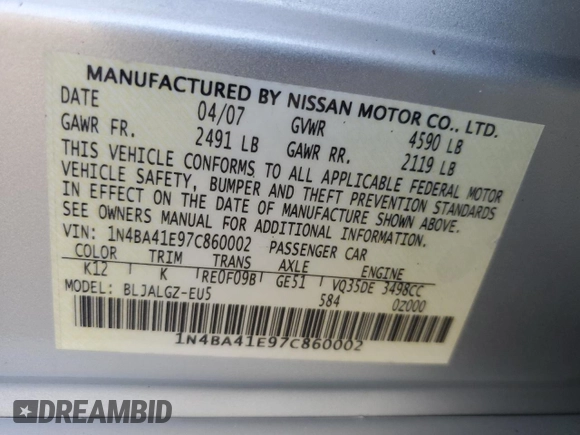 MANUFACTURED BY NISSAN MOTOR CO., LTD.
DATE 04/07 GVWR 4590 LB
GAWR FR. 2491 LB GAWR RR. 2119 LB
THIS VEHICLE CONFORMS TO ALL APPLICABLE FEDERAL MOTOR
VEHICLE SAFETY, BUMPER AND THEFT PREVENTION STANDARDS
IN EFFECT ON THE DATE OF MANUFACTURE SHOWN ABOVE.
SEE OWNERS MANUAL FOR ADDITIONAL INFORMATION.
VIN: 1N4BA41E97C860002 PASSENGER CAR
COLOR TRIM TRANS AXLE ENGINE
K12 K RE0F09B GE51 VQ35DE 3498CC
MODEL: BLJALGZ-EU5 584 02000
1N4BA41E97C860002
DREAMBID